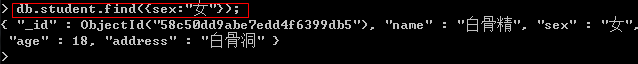 > db.student.find({sex:"女"});
{ "_id" : ObjectId("58c50dd9abe7edd4f6399db5"), "name" : "白骨精", "sex" : "女",
"age" : 18, "address" : "白骨洞" }
>